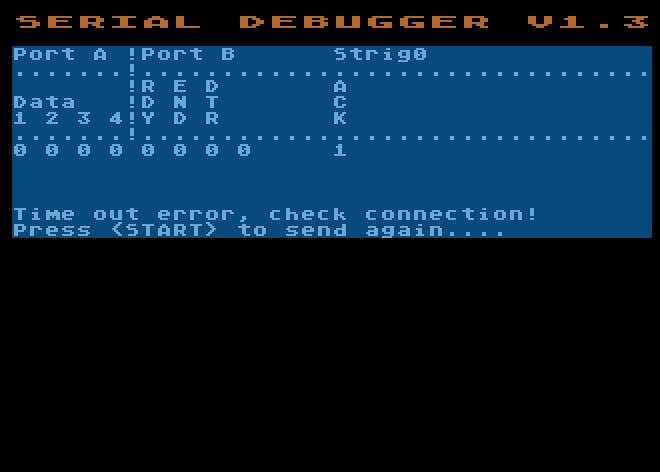 SERIAL DEBUGGER V1.3
Port A !Port B Strig0
.......!................................
!R E D A
Data !D N T C
1 2 3 4!Y D R K
.......!................................
0 0 0 0 0 0 0 0 1
Time out error, check connection!
Press <START> to send again....